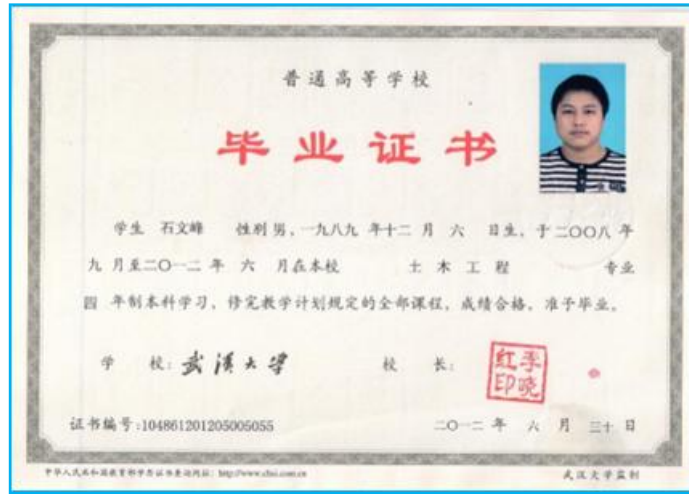 普通高等学校
毕业证书
学生 石文峰 性别 男，一九八九 年十二 月 六 日生，于二〇〇八 年
九 月至二〇一二 年 六 月在本校 土木工程 专业
四 年制本科学习，修完教学计划规定的全部课程，成绩合格，准予毕业。
学 校：武汉大学 校 长：李晓红印
证书编号：104861201205005055 二〇一二 年 六 月 三十 日
中华人民共和国教育部学历证书查询网址：http://www.chsi.com.cn 武汉大学监制